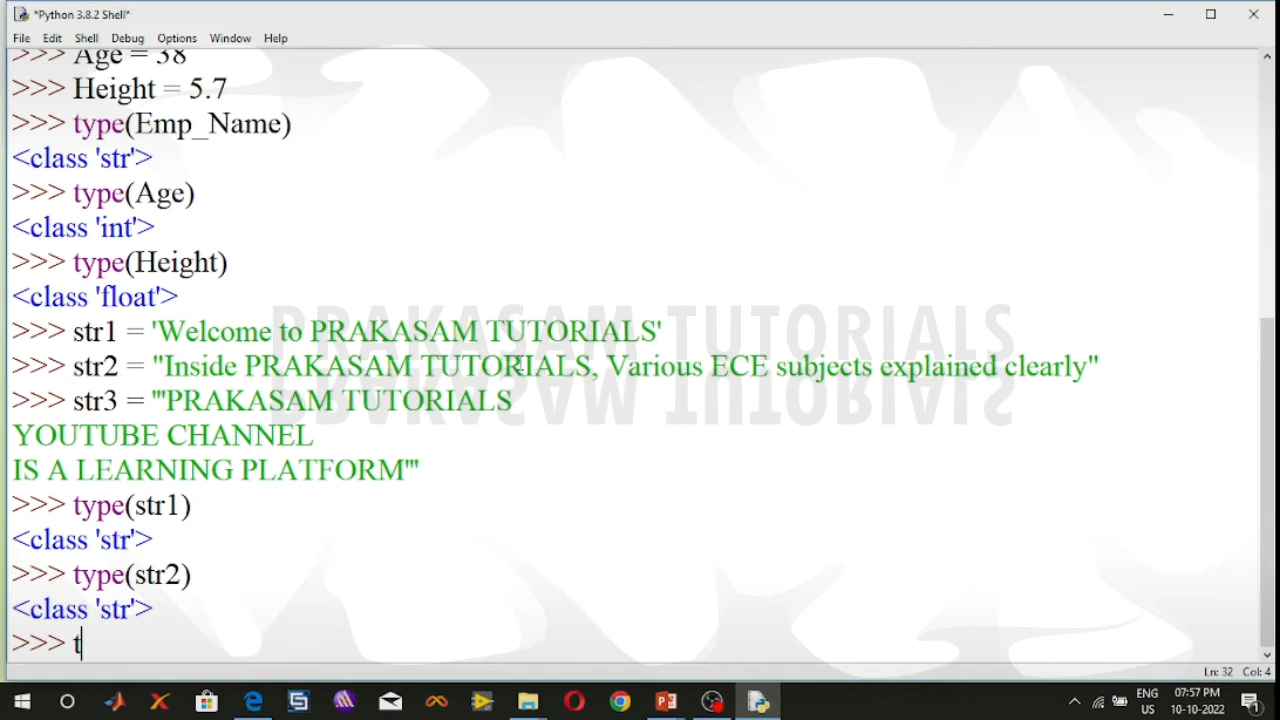 *Python 3.8.2 Shell*
File Edit Shell Debug Options Window Help
>>> Age = 38
>>> Height = 5.7
>>> type(Emp_Name)
<class 'str'>
>>> type(Age)
<class 'int'>
>>> type(Height)
<class 'float'>
>>> str1 = 'Welcome to PRAKASAM TUTORIALS'
>>> str2 = "Inside PRAKASAM TUTORIALS, Various ECE subjects explained clearly"
>>> str3 = '''PRAKASAM TUTORIALS
YOUTUBE CHANNEL
IS A LEARNING PLATFORM'''
>>> type(str1)
<class 'str'>
>>> type(str2)
<class 'str'>
>>> t
PRAKASAM TUTORIALS
Ln: 32 Col: 4
ENG 07:57 PM
US 10-10-2022
1